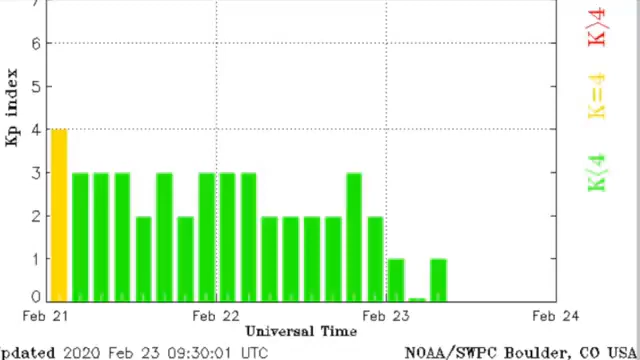 7
6
5
4
3
2
1
0
Kp index
Feb 21
Feb 22
Feb 23
Feb 24
Universal Time
K<4
K=4
K>4
pdated 2020 Feb 23 09:30:01 UTC
NOAA/SWPC Boulder, CO USA